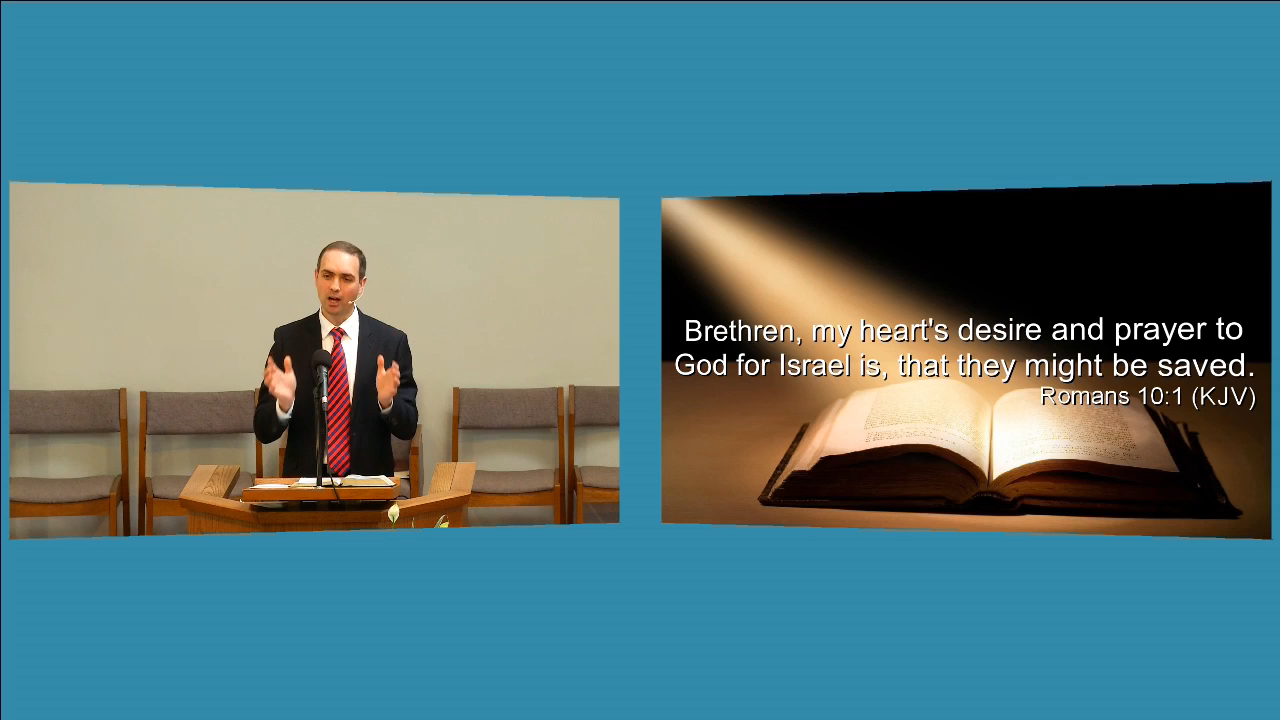 Brethren, my heart's desire and prayer to
God for Israel is, that they might be saved.
Romans 10:1 (KJV)